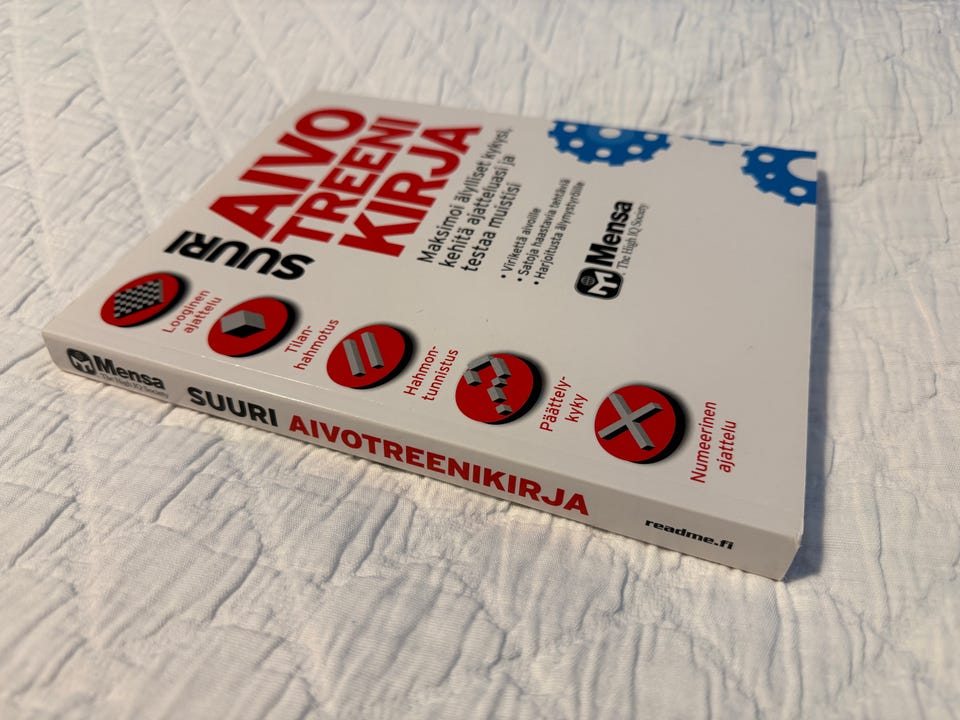 SUURI
AIVO
TREENI
KIRJA
Maksimoi älylliset kykysi,
kehitä ajatteluasi ja
testaa muistisi
• Virikettä aivoille
• Satoja haastavia tehtäviä
• Harjoitusta älynystyröille
Mensa
The High IQ Society
Looginen
ajattelu
Tilan-
hahmotus
Hahmon-
tunnistus
Päättely-
kyky
Numeerinen
ajattelu
Mensa
The High IQ Society
SUURI AIVOTREENIKIRJA
readme.fi